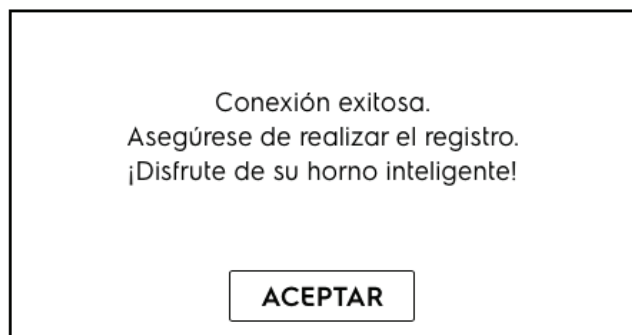 Conexión exitosa.
Asegúrese de realizar el registro.
¡Disfrute de su horno inteligente!
ACEPTAR